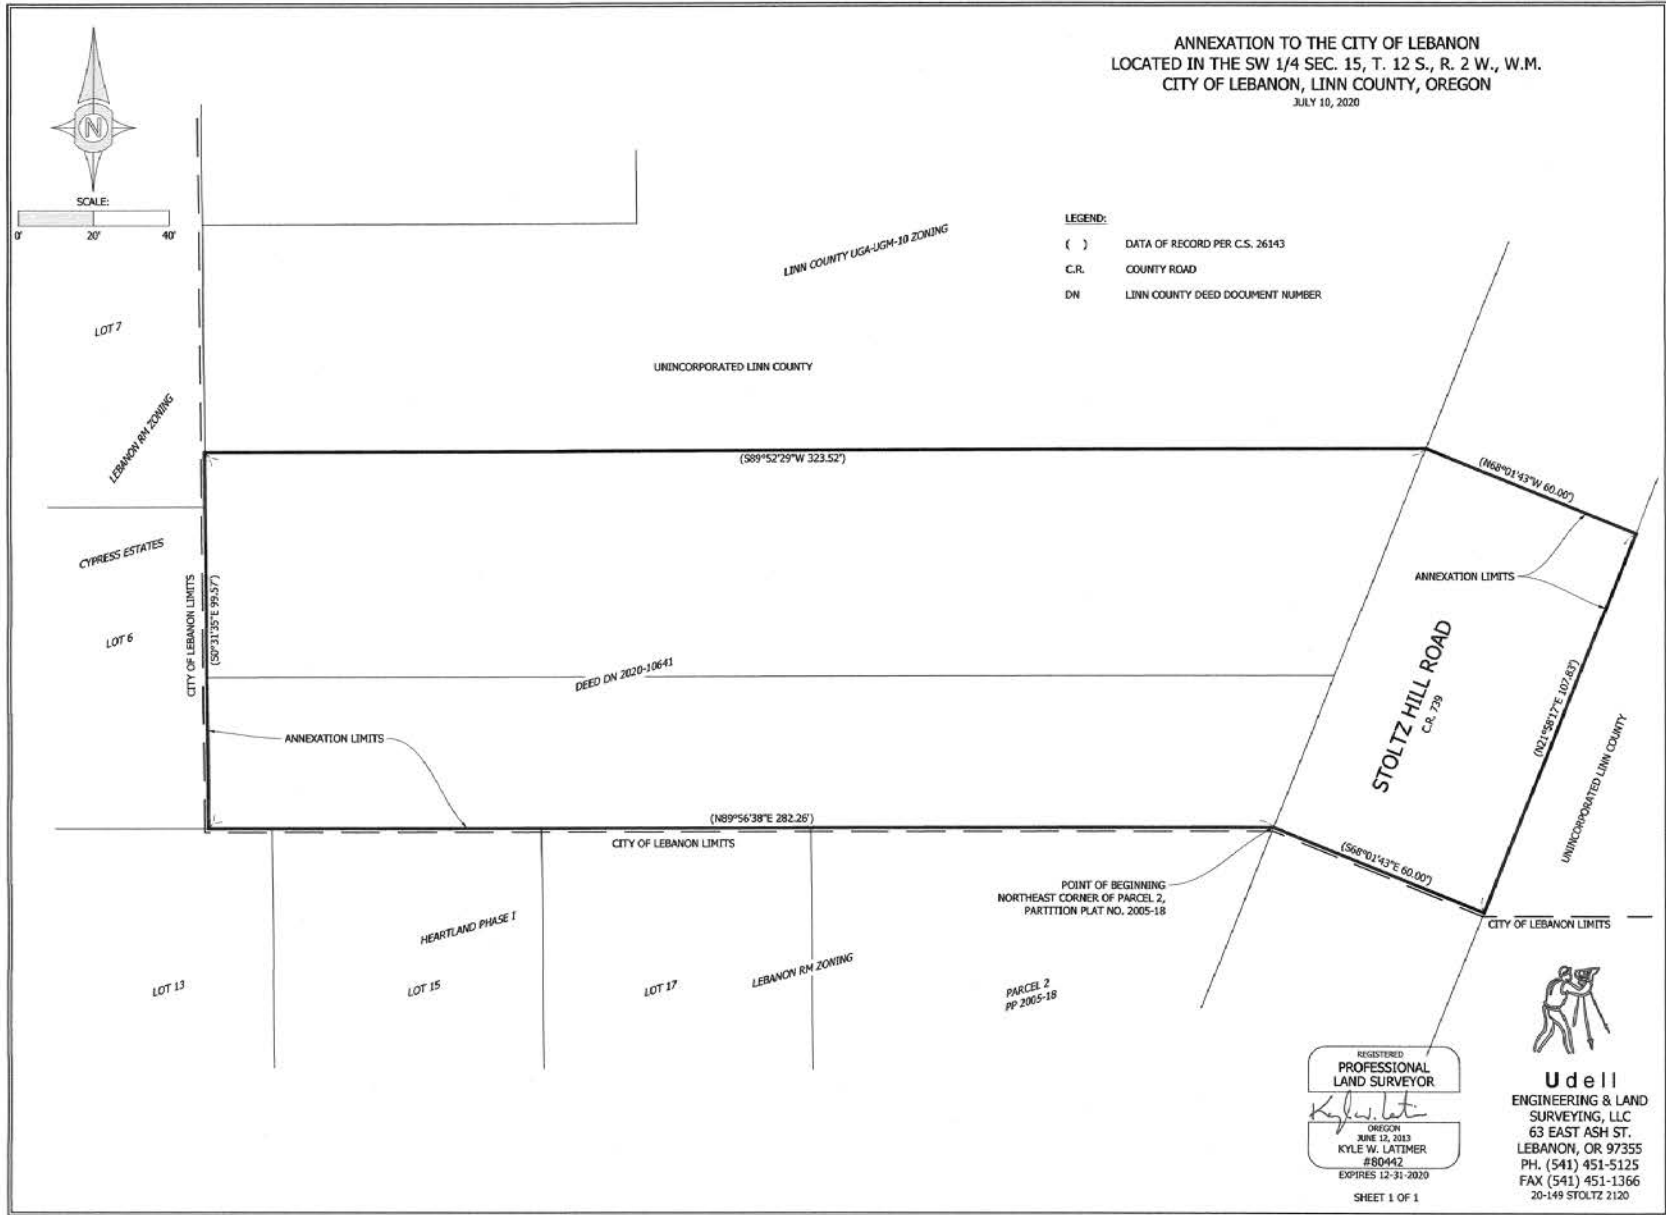 ANNEXATION TO THE CITY OF LEBANON
LOCATED IN THE SW 1/4 SEC. 15, T. 12 S., R. 2 W., W.M.
CITY OF LEBANON, LINN COUNTY, OREGON
JULY 10, 2020
N
SCALE:
0' 20' 40'
LEGEND:
( ) DATA OF RECORD PER C.S. 26143
C.R. COUNTY ROAD
DN LINN COUNTY DEED DOCUMENT NUMBER
LINN COUNTY UGA-UGM-10 ZONING
LOT 7
UNINCORPORATED LINN COUNTY
LEBANON RM ZONING
(S89°52'29"W 323.52')
(N68°01'43"W 60.00')
CYPRESS ESTATES
ANNEXATION LIMITS
LOT 6
CITY OF LEBANON LIMITS
(S0°31'35"E 99.57')
STOLTZ HILL ROAD
C.R. 739
(N21°58'17"E 107.83')
DEED DN 2020-10641
UNINCORPORATED LINN COUNTY
ANNEXATION LIMITS
(N89°56'38"E 282.26')
CITY OF LEBANON LIMITS
(S68°01'43"E 60.00')
POINT OF BEGINNING
NORTHEAST CORNER OF PARCEL 2,
PARTITION PLAT NO. 2005-18
CITY OF LEBANON LIMITS
HEARTLAND PHASE I
LEBANON RM ZONING
LOT 13
LOT 15
LOT 17
PARCEL 2
PP 2005-18
REGISTERED
PROFESSIONAL
LAND SURVEYOR
Kyle W. Latimer
OREGON
JUNE 12, 2013
KYLE W. LATIMER
#80442
EXPIRES 12-31-2020
SHEET 1 OF 1
Udell
ENGINEERING & LAND
SURVEYING, LLC
63 EAST ASH ST.
LEBANON, OR 97355
PH. (541) 451-5125
FAX (541) 451-1366
20-149 STOLTZ 2120